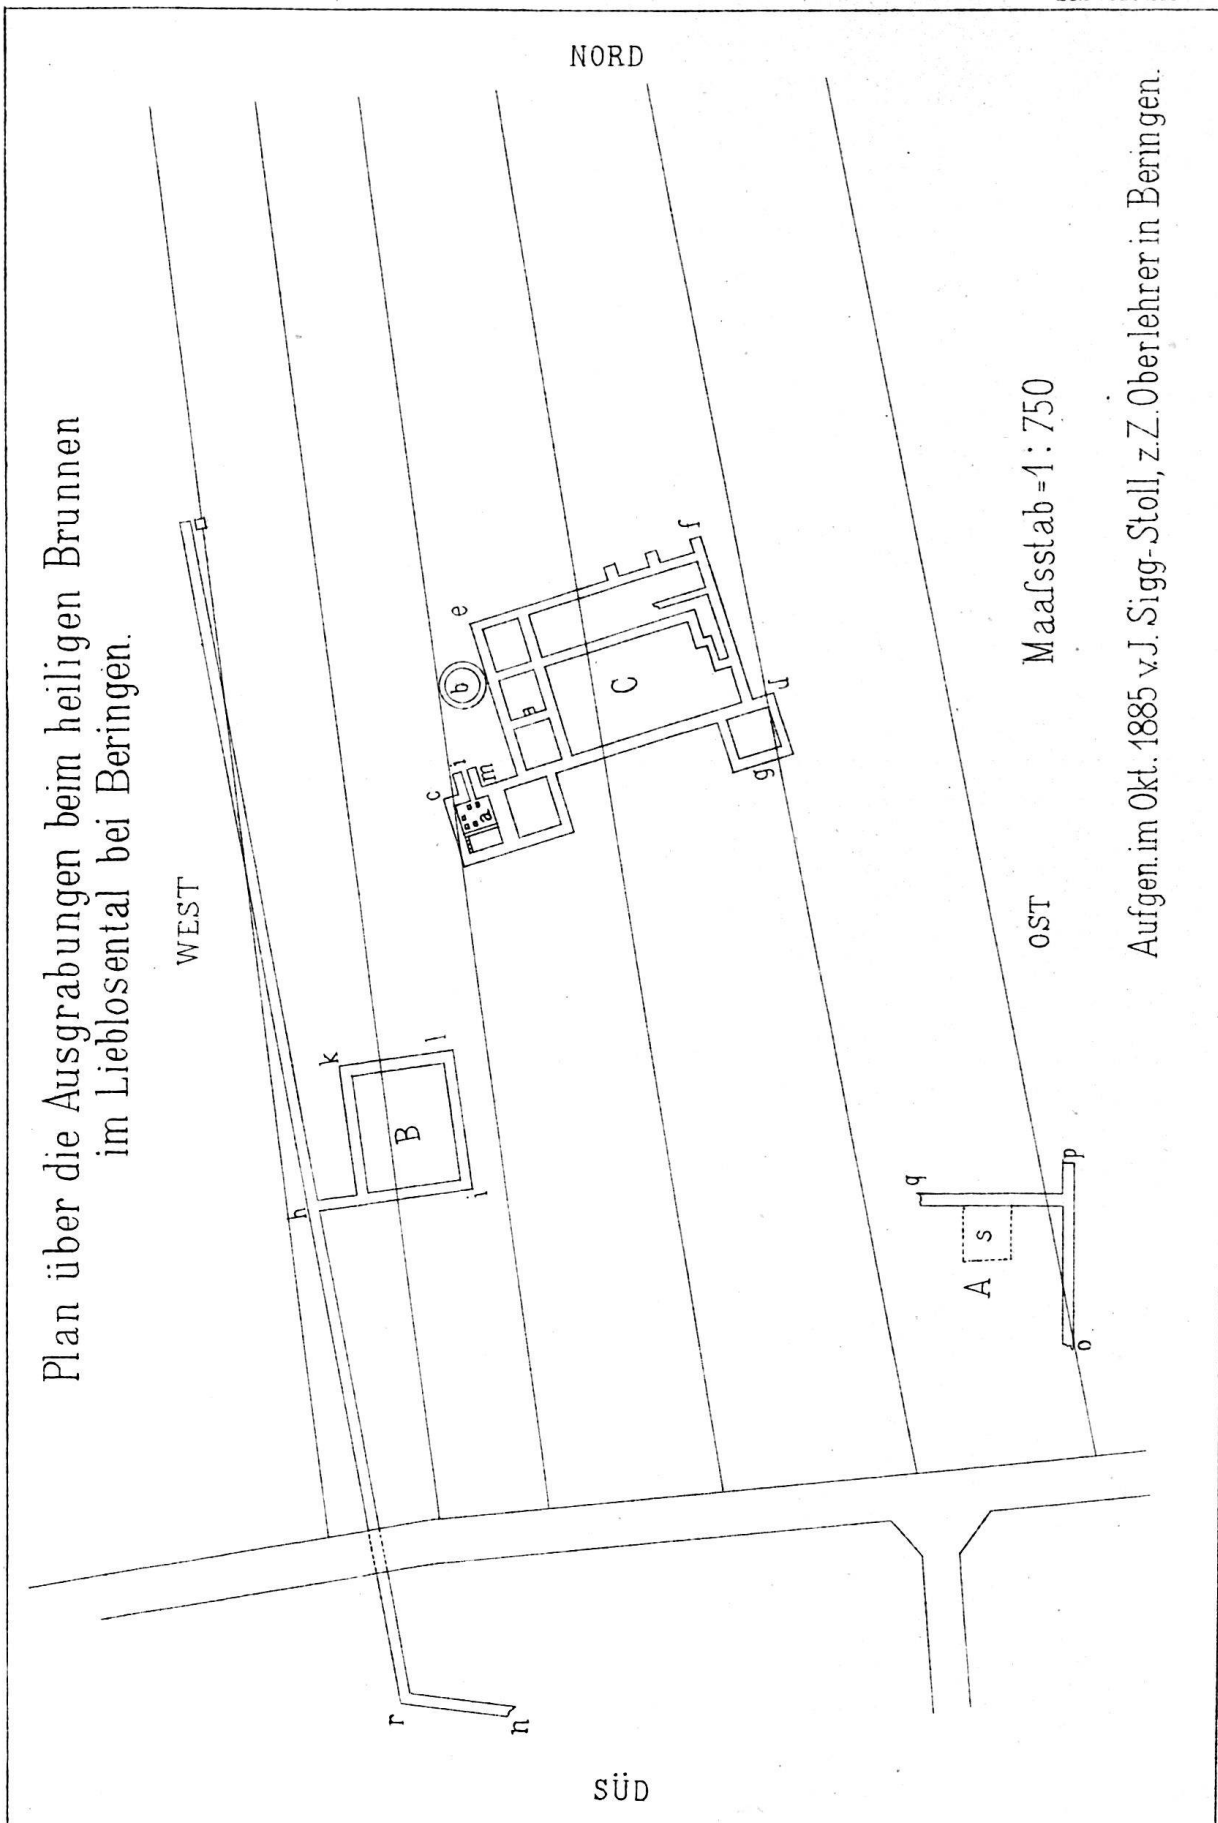 NORD
Plan über die Ausgrabungen beim heiligen Brunnen
im Lieblosental bei Beringen.
WEST
e
f
b
C
c
i
m
a
d
g
k
l
B
h
i
q
p
s
A
o
r
n
SÜD
OST
Maaſsstab = 1 : 750
Aufgen. im Okt. 1885 v. J. Sigg-Stoll, z. Z. Oberlehrer in Beringen.